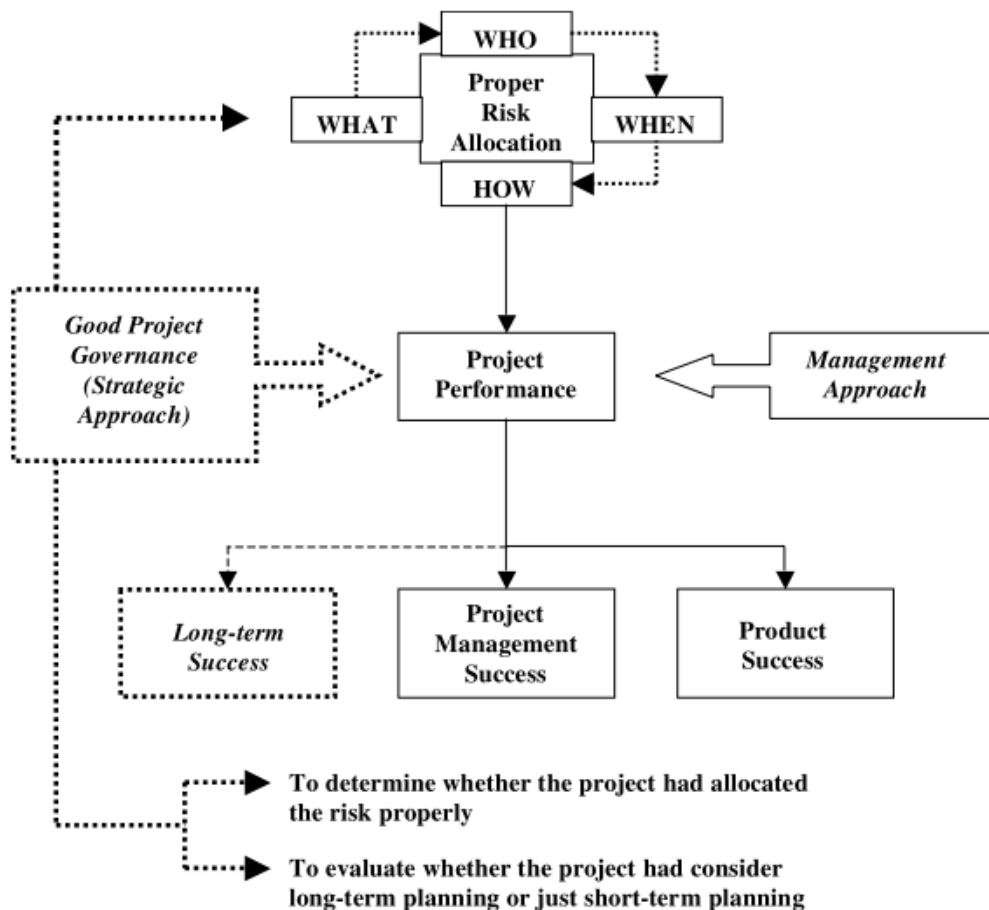 WHO
Proper
Risk
Allocation
WHAT
WHEN
HOW
Good Project
Governance
(Strategic
Approach)
Project
Performance
Management
Approach
Long-term
Success
Project
Management
Success
Product
Success
To determine whether the project had allocated
the risk properly
To evaluate whether the project had consider
long-term planning or just short-term planning